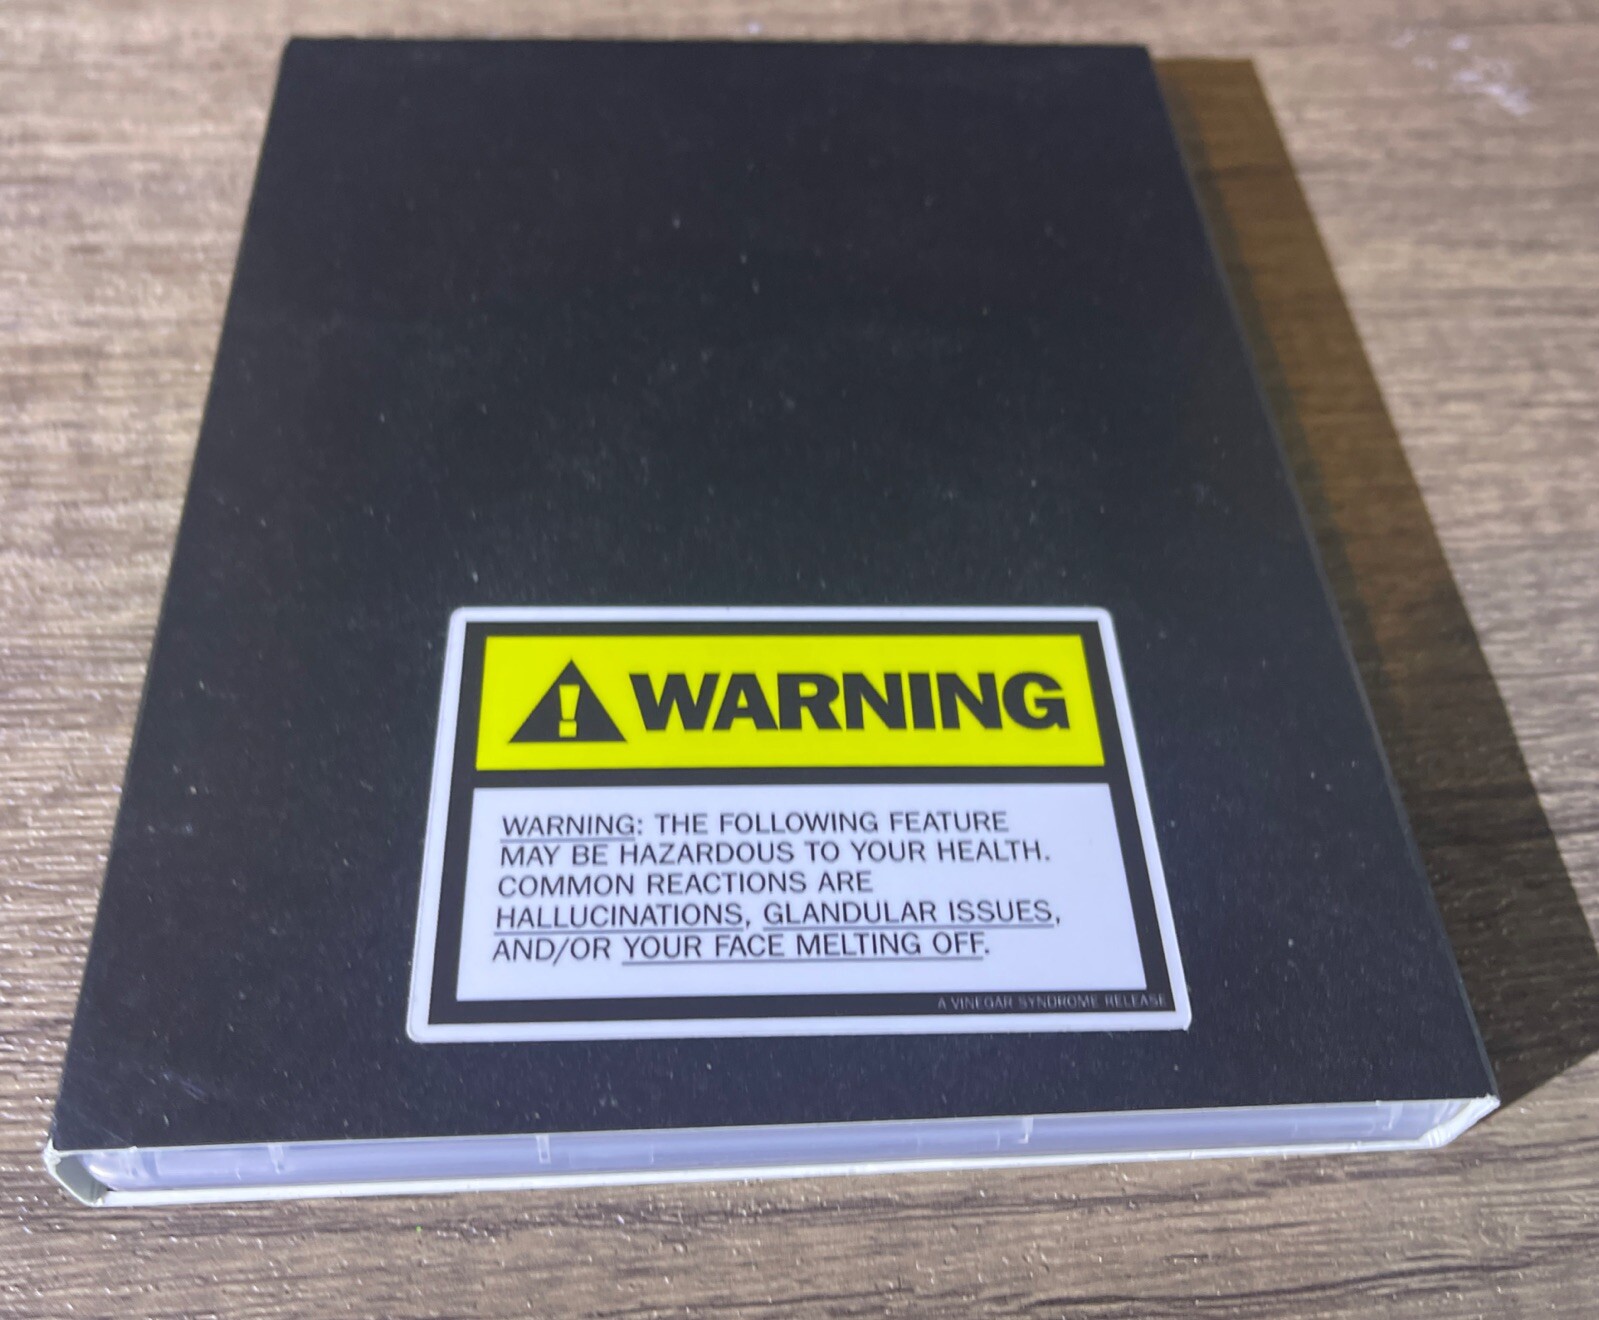 WARNING
WARNING: THE FOLLOWING FEATURE
MAY BE HAZARDOUS TO YOUR HEALTH.
COMMON REACTIONS ARE
HALLUCINATIONS, GLANDULAR ISSUES,
AND/OR YOUR FACE MELTING OFF.
A VINEGAR SYNDROME RELEASE